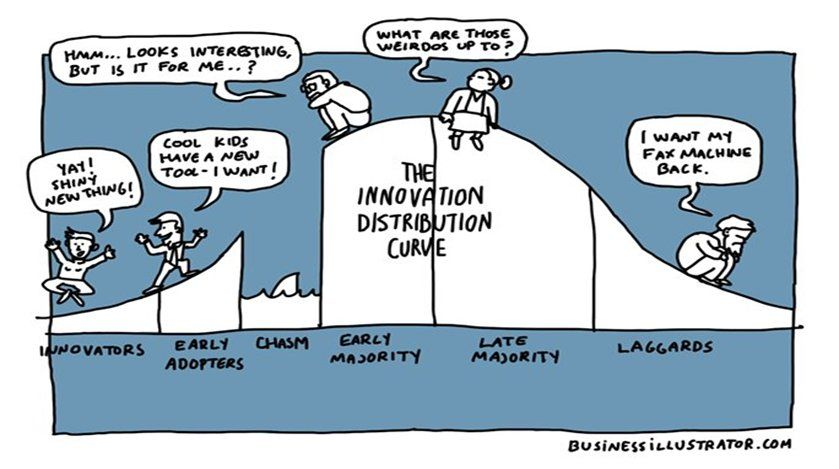 HMM... LOOKS INTERESTING,
BUT IS IT FOR ME..?
WHAT ARE THOSE
WEIRDOS UP TO?
YAY!
SHINY
NEW THING!
COOL KIDS
HAVE A NEW
TOOL - I WANT!
I WANT MY
FAX MACHINE
BACK.
THE
INNOVATION
DISTRIBUTION
CURVE
INNOVATORS
EARLY
ADOPTERS
CHASM
EARLY
MAJORITY
LATE
MAJORITY
LAGGARDS
BUSINESSILLUSTRATOR.COM